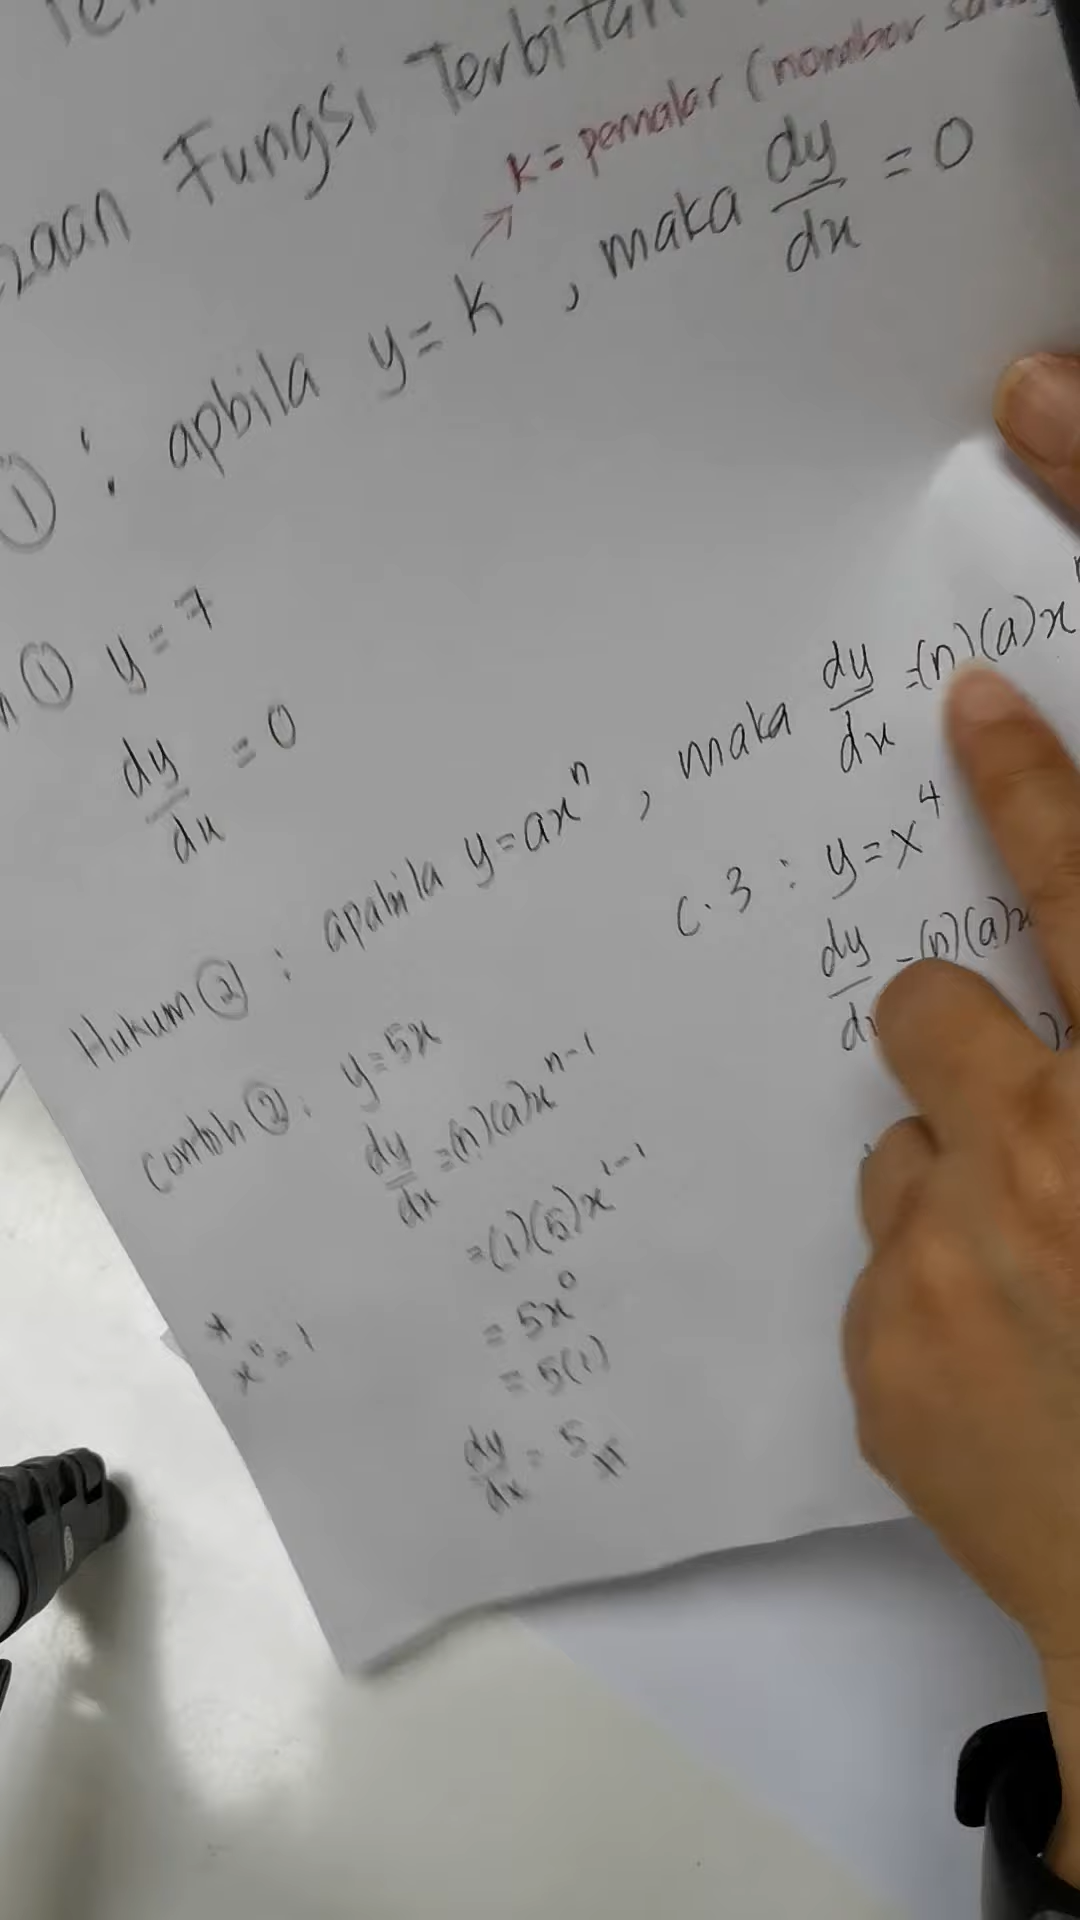 Fungsi Terbitan
k = pemalar (nombor
① : apbila y = k , maka dy/dx = 0
① y = 7
dy/dx = 0
Hukum ② : apabila y = ax^n , maka dy/dx = (n)(a)x
Contoh ② : y = 5x
dy/dx = (n)(a)x^n-1
= (1)(5)x^1-1
= 5x^0
* x^0 = 1
= 5(1)
dy/dx = 5
C.3 : y = x^4
dy/dx = (n)(a)x